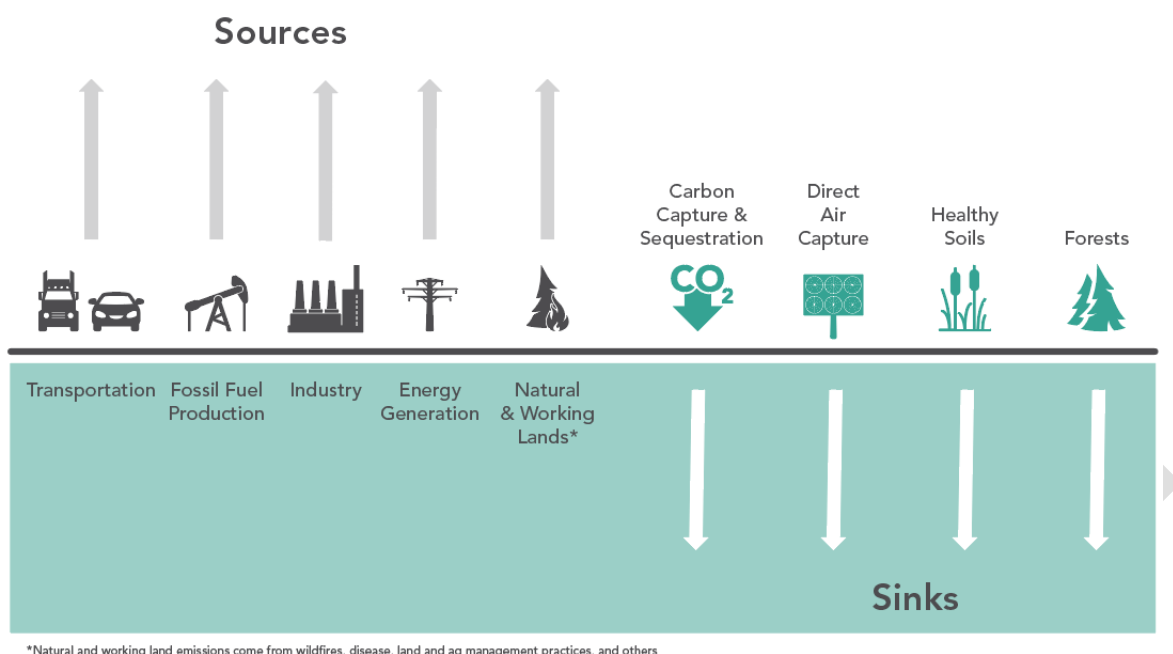 Sources
Carbon
Capture &
Sequestration
Direct
Air
Capture
Healthy
Soils
Forests
CO2
Transportation
Fossil Fuel
Production
Industry
Energy
Generation
Natural
& Working
Lands*
Sinks
*Natural and working land emissions come from wildfires, disease, land and ag management practices, and others